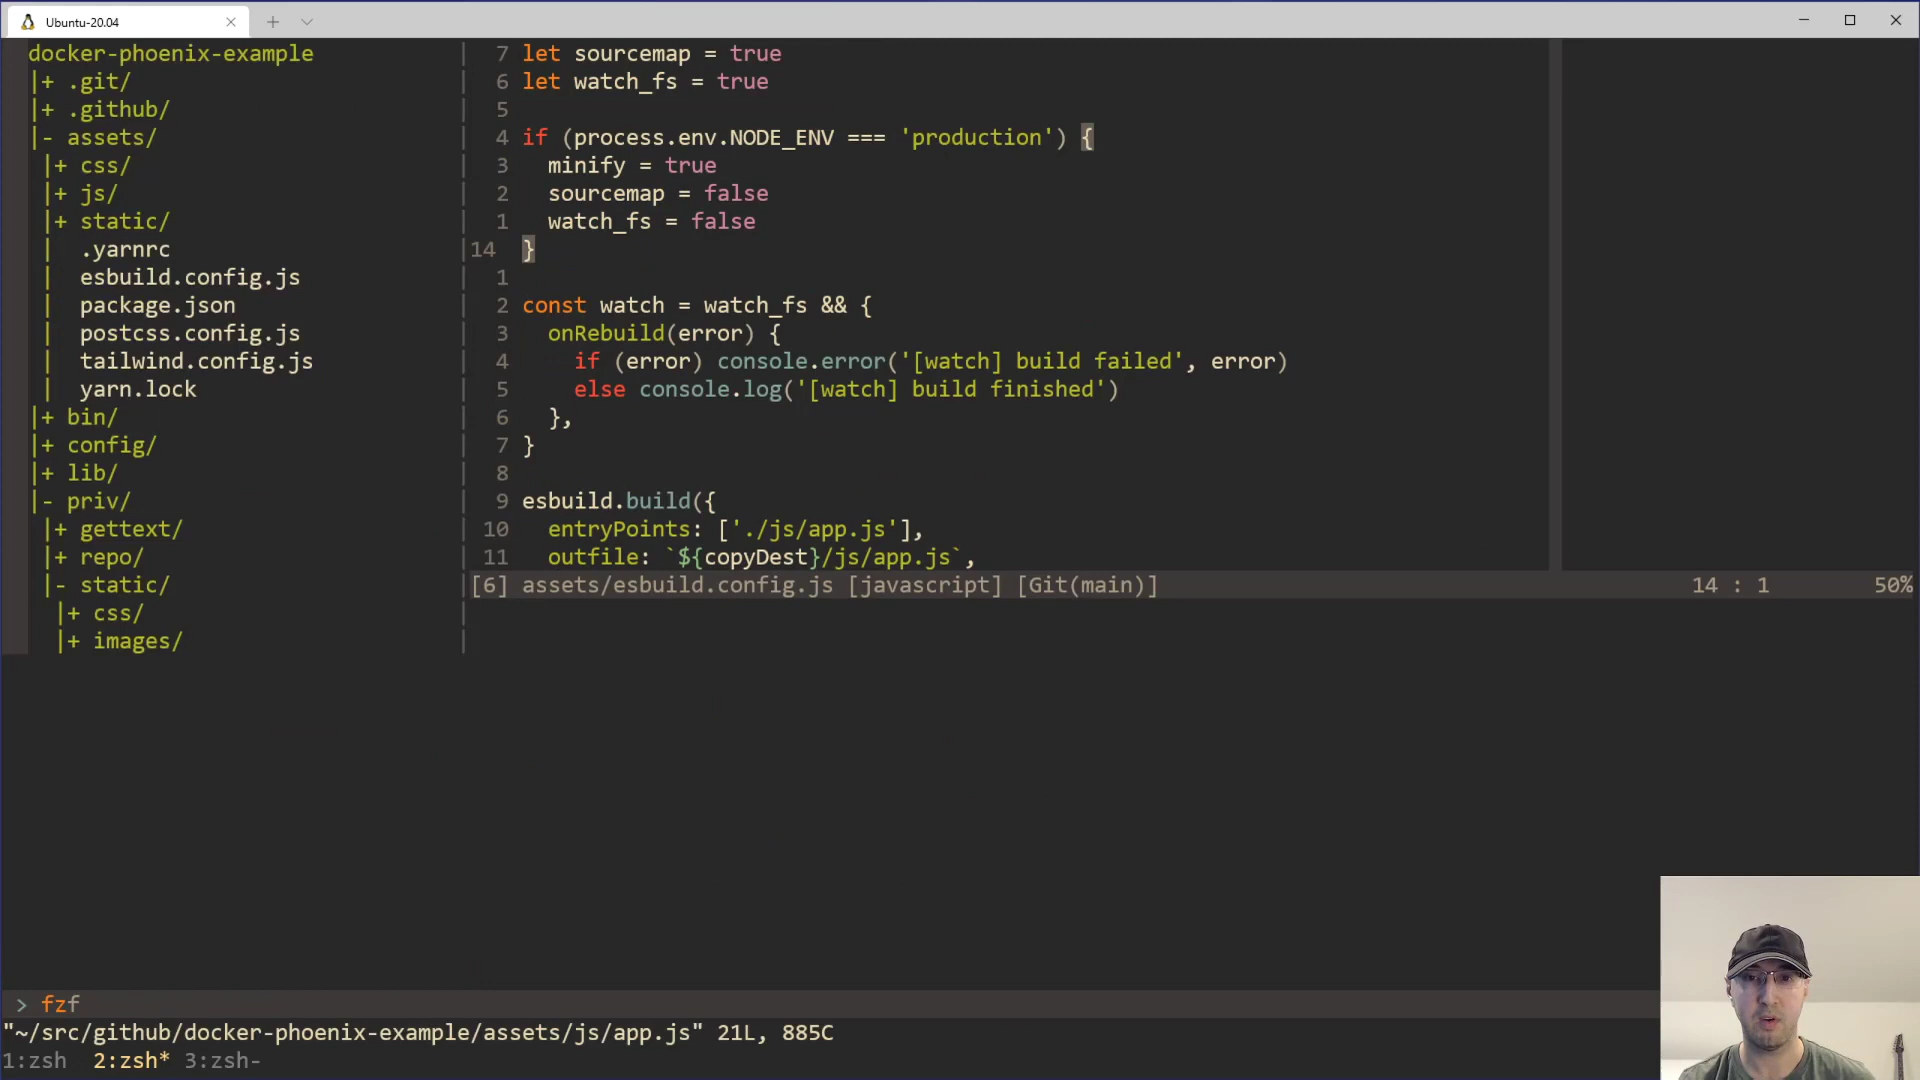 Ubuntu-20.04
docker-phoenix-example
|+ .git/
|+ .github/
|- assets/
|+ css/
|+ js/
|+ static/
| .yarnrc
| esbuild.config.js
| package.json
| postcss.config.js
| tailwind.config.js
| yarn.lock
|+ bin/
|+ config/
|+ lib/
|- priv/
|+ gettext/
|+ repo/
|- static/
|+ css/
|+ images/
7 let sourcemap = true
6 let watch_fs = true
5
4 if (process.env.NODE_ENV === 'production') {
3 minify = true
2 sourcemap = false
1 watch_fs = false
14 }
1
2 const watch = watch_fs && {
3 onRebuild(error) {
4 if (error) console.error('[watch] build failed', error)
5 else console.log('[watch] build finished')
6 },
7 }
8
9 esbuild.build({
10 entryPoints: ['./js/app.js'],
11 outfile: `${copyDest}/js/app.js`,
[6] assets/esbuild.config.js [javascript] [Git(main)] 14 : 1 50%
> fzf
"~/src/github/docker-phoenix-example/assets/js/app.js" 21L, 885C
1:zsh 2:zsh* 3:zsh-